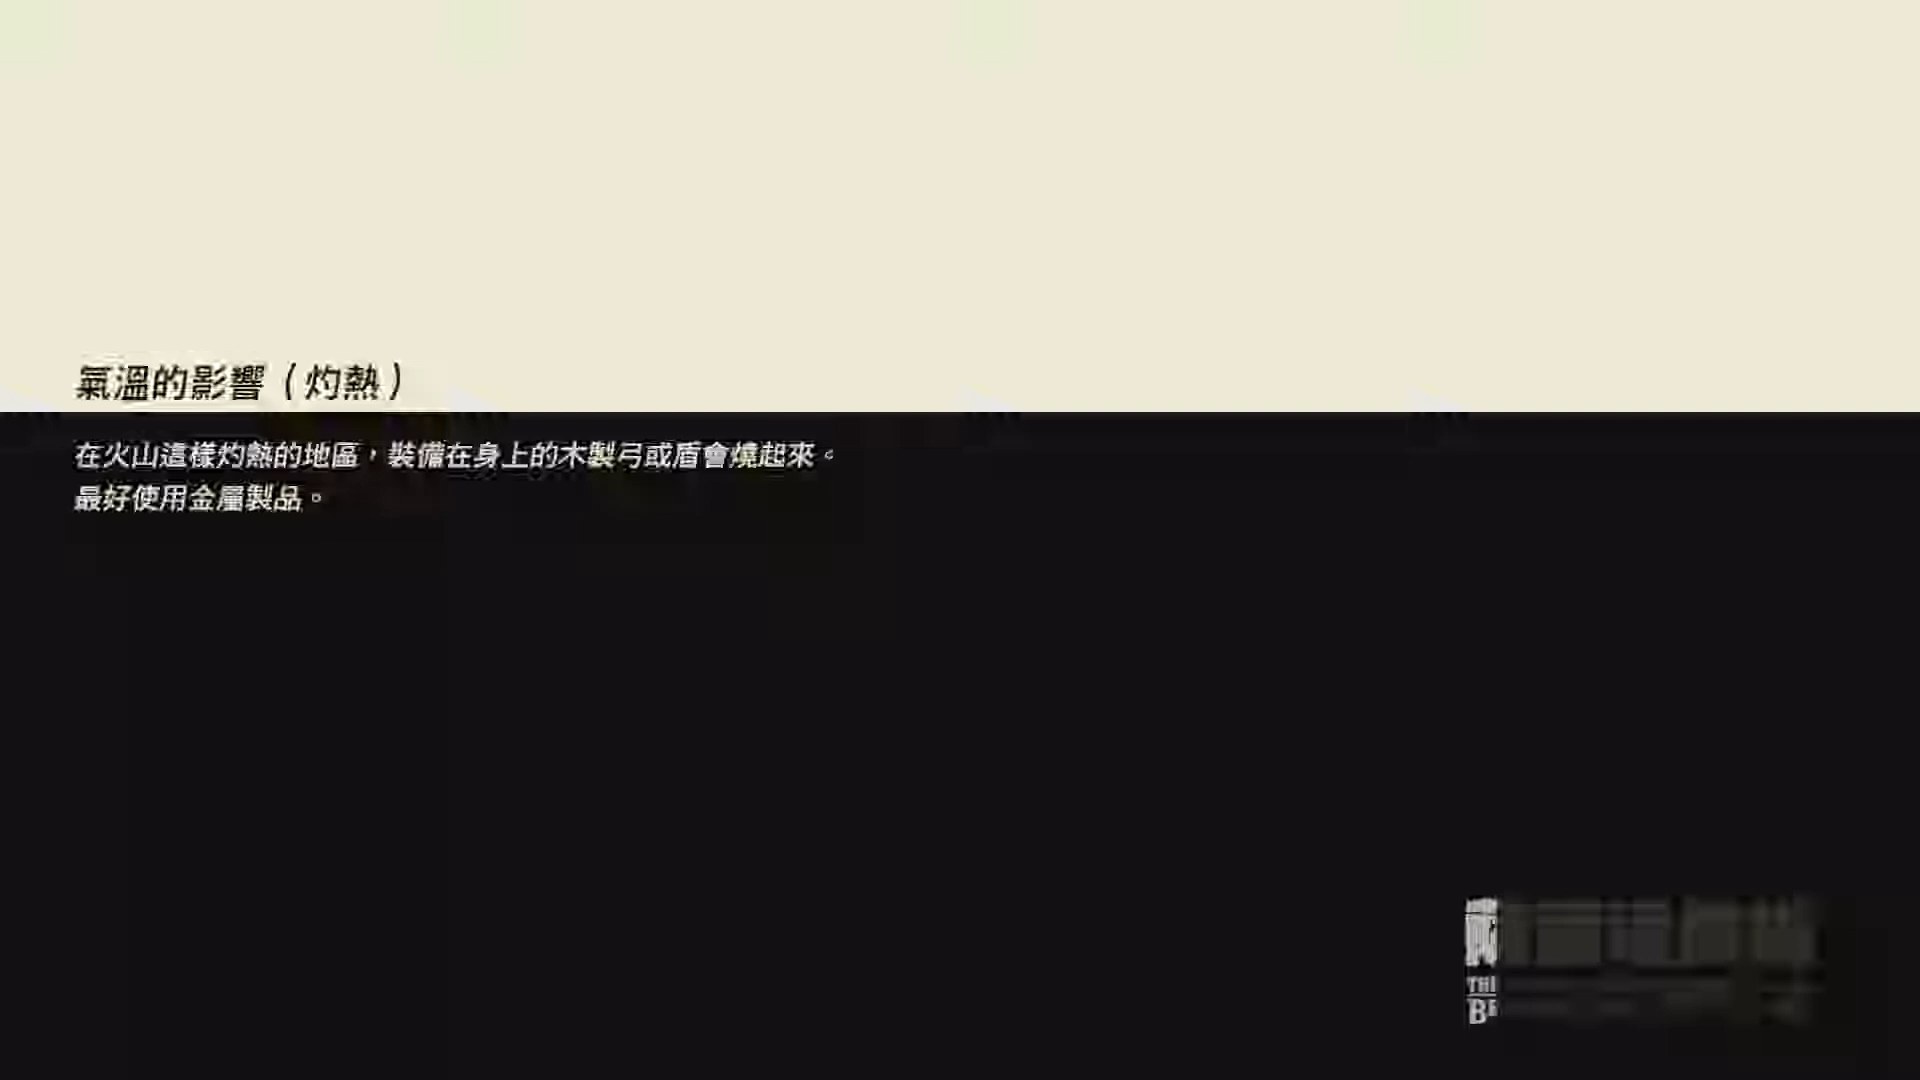 氣溫的影響（灼熱）
在火山這樣灼熱的地區，裝備在身上的木製弓或盾會燒起來。
最好使用金屬製品。